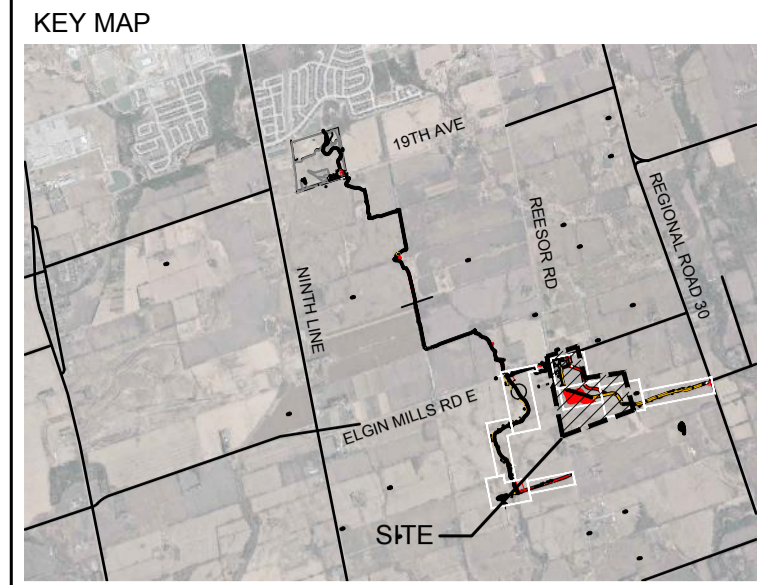 KEY MAP
19TH AVE
REESOR RD
REGIONAL ROAD 30
NINTH LINE
ELGIN MILLS RD E
SITE